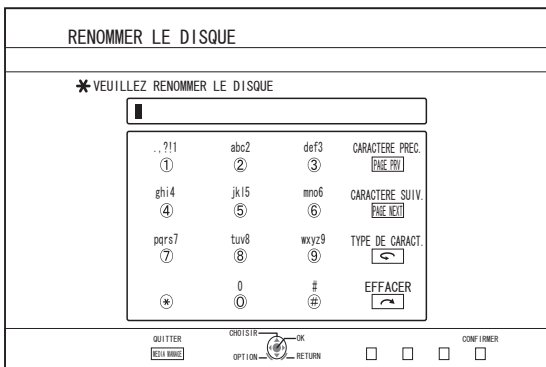 RENOMMER LE DISQUE
*VEUILLEZ RENOMMER LE DISQUE
.,?!1 abc2 def3 CARACTERE PREC.
① ② ③ PAGE PRV
ghi4 jkl5 mno6 CARACTERE SUIV.
④ ⑤ ⑥ PAGE NEXT
pqrs7 tuv8 wxyz9 TYPE DE CARACT.
⑦ ⑧ ⑨
0 # EFFACER
* 0 #
QUITTER CHOISIR OK CONFIRMER
MEDIA MANAGE OPTION RETURN